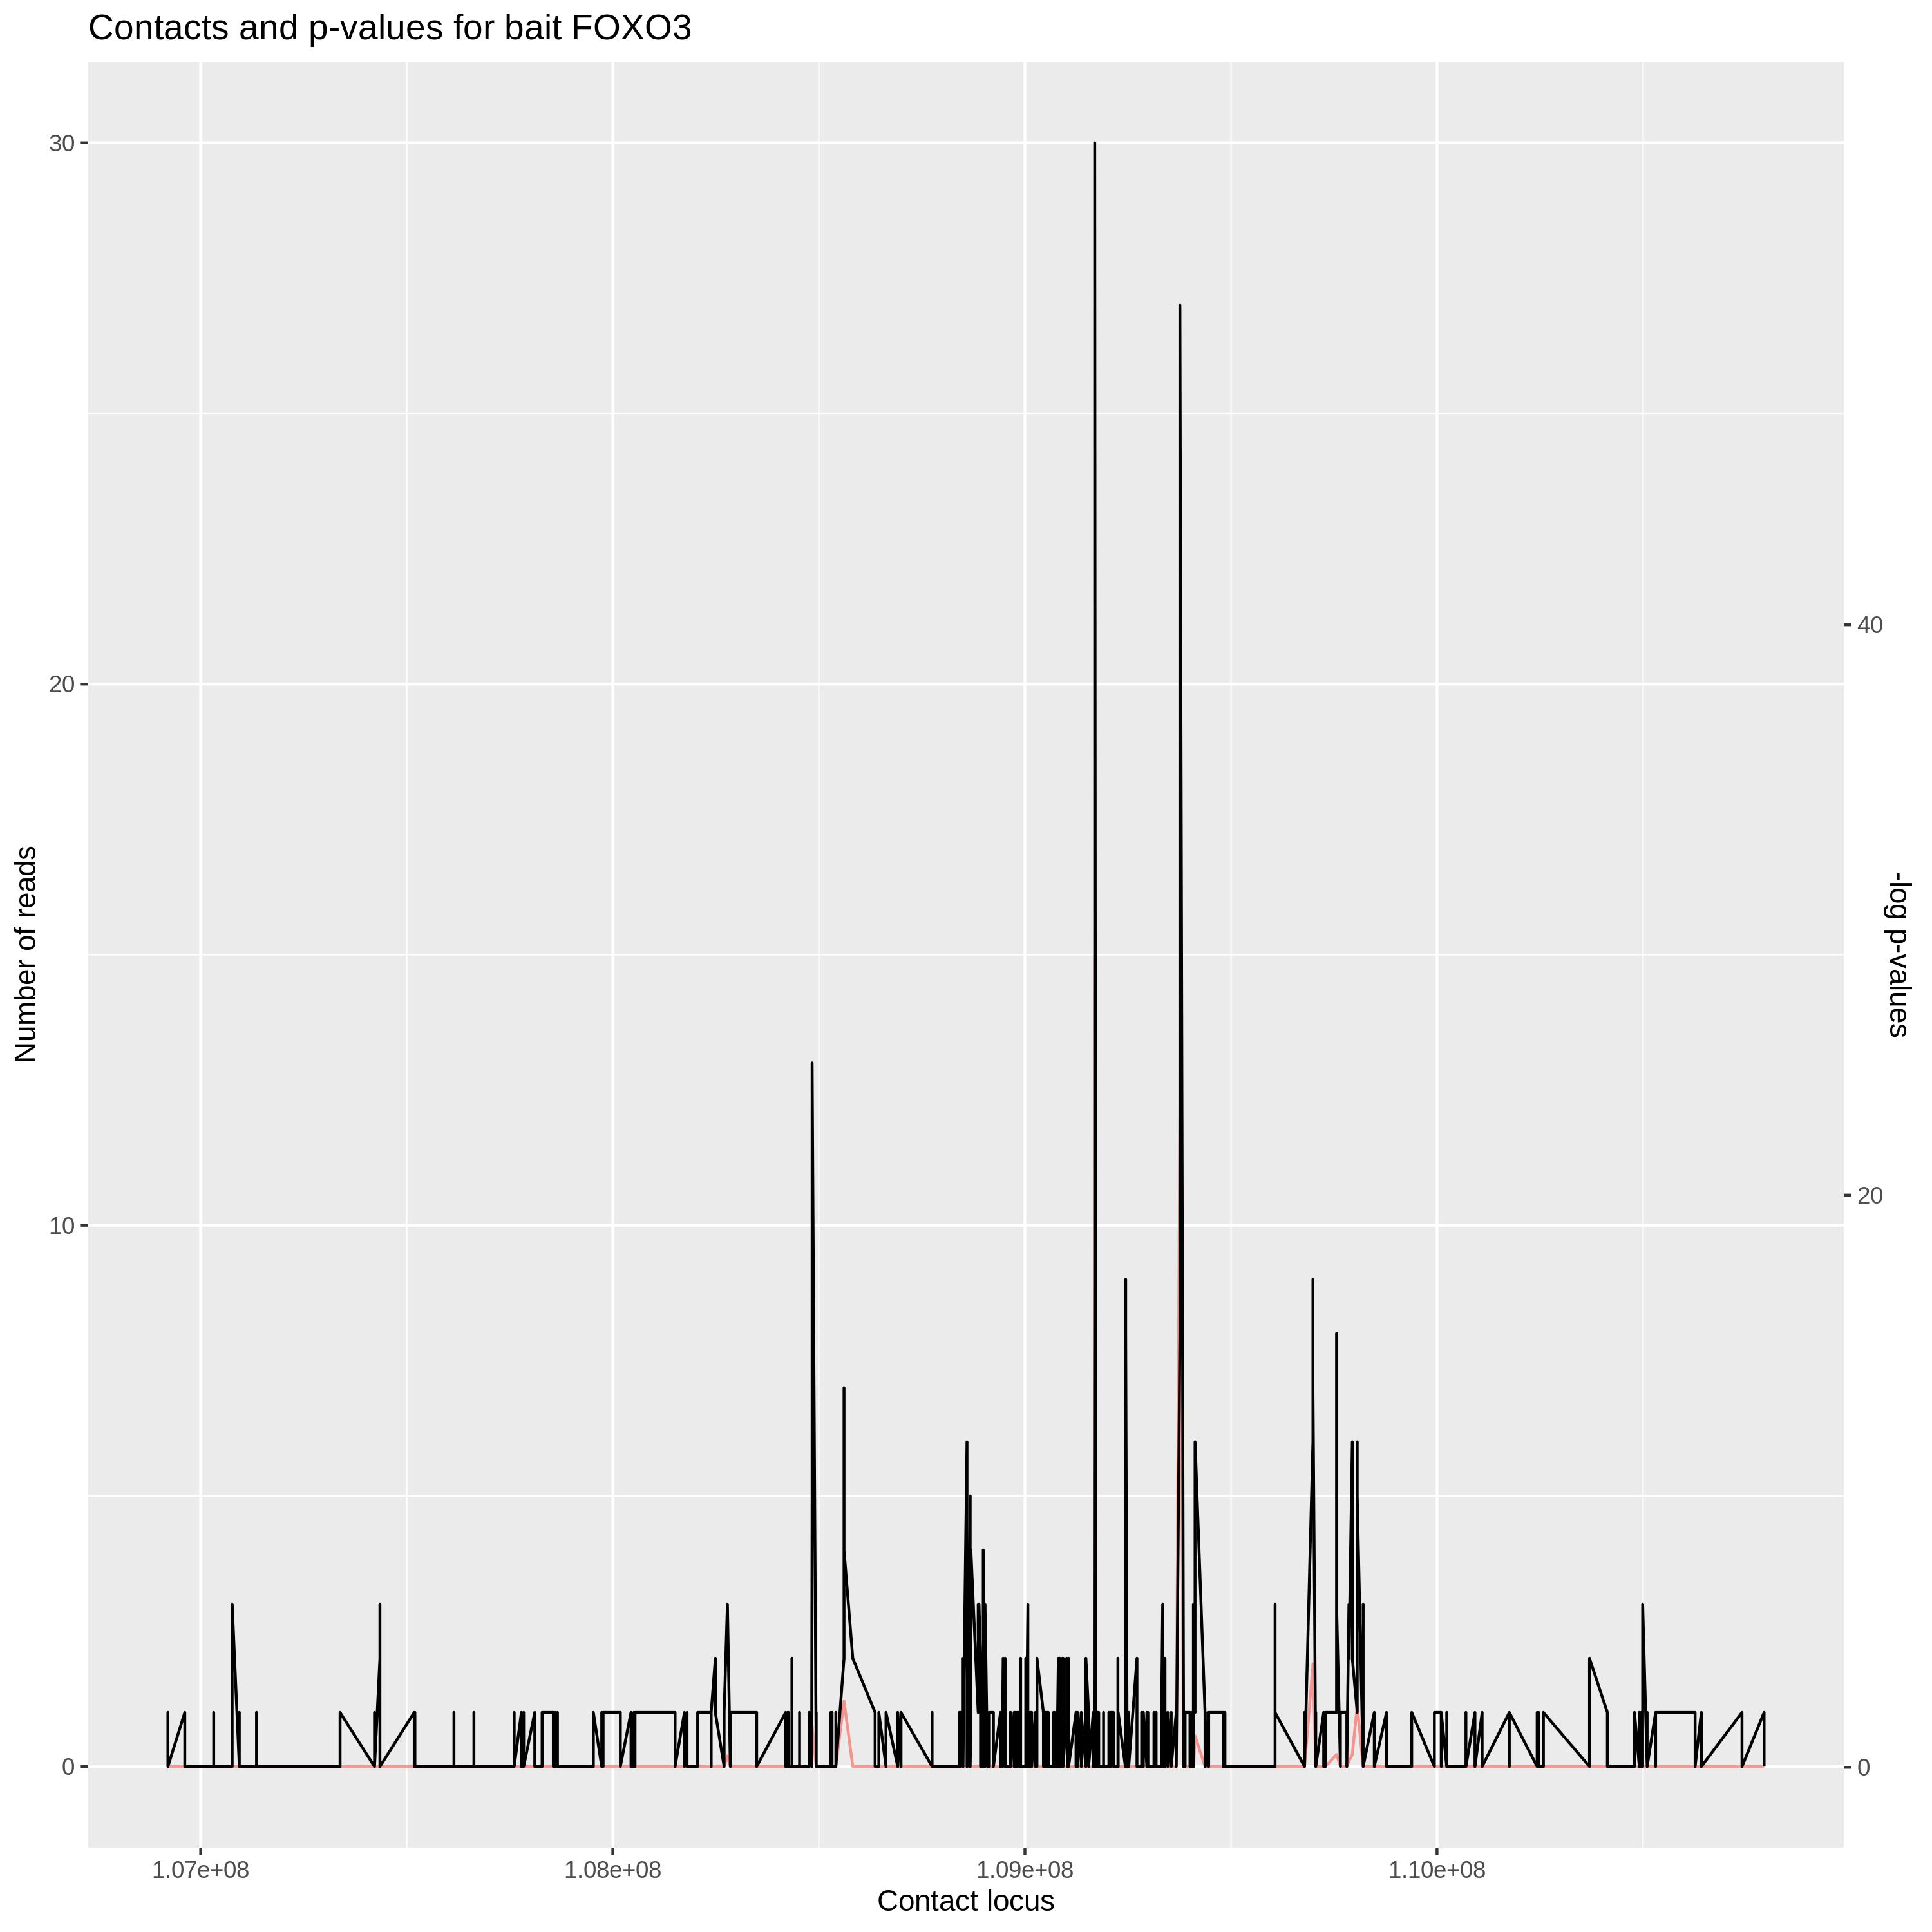 Contacts and p-values for bait FOXO3
30
20
10
0
Number of reads
40
20
0
-log p-values
1.07e+08
1.08e+08
1.09e+08
1.10e+08
Contact locus